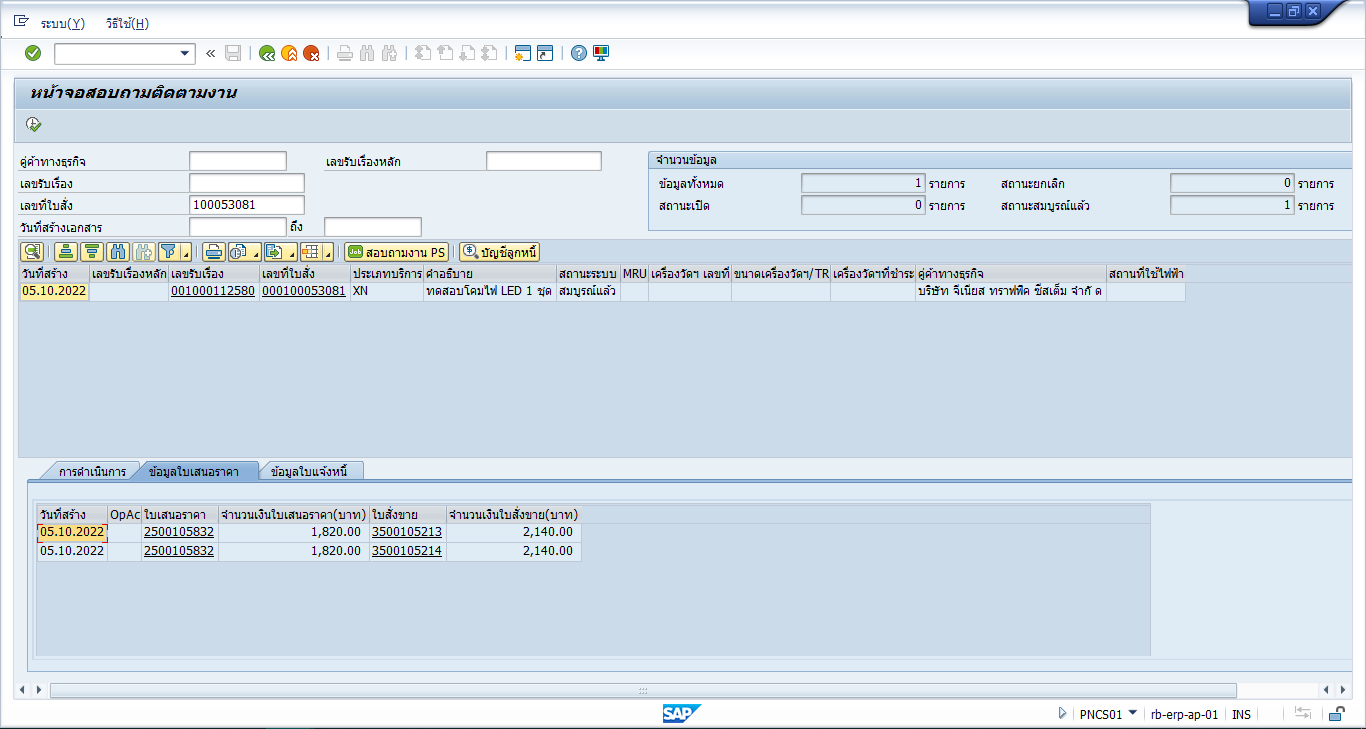 ระบบ(Y) วิธีใช้(H)
หน้าจอสอบถามติดตามงาน
คู่ค้าทางธุรกิจ เลขรับเรื่องหลัก จำนวนข้อมูล
เลขรับเรื่อง ข้อมูลทั้งหมด 1 รายการ สถานะยกเลิก 0 รายการ
เลขที่ใบสั่ง 100053081 สถานะเปิด 0 รายการ สถานะสมบูรณ์แล้ว 1 รายการ
วันที่สร้างเอกสาร ถึง
Job สอบถามงาน PS บัญชีลูกหนี้
วันที่สร้าง เลขรับเรื่องหลัก เลขรับเรื่อง เลขที่ใบสั่ง ประเภทบริการ คำอธิบาย สถานะระบบ MRU เครื่องวัดฯ เลขที่ ขนาดเครื่องวัดฯ/ TR เครื่องวัดฯที่ชำระ คู่ค้าทางธุรกิจ สถานที่ใช้ไฟฟ้า
05.10.2022 001000112580 000100053081 XN ทดสอบโคมไฟ LED 1 ชุด สมบูรณ์แล้ว บริษัท จีเนียส ทราฟฟิค ซีสเต็ม จำกั ด
การดำเนินการ ข้อมูลใบเสนอราคา ข้อมูลใบแจ้งหนี้
วันที่สร้าง OpAc ใบเสนอราคา จำนวนเงินใบเสนอราคา(บาท) ใบสั่งขาย จำนวนเงินใบสั่งขาย(บาท)
05.10.2022 2500105832 1,820.00 3500105213 2,140.00
05.10.2022 2500105832 1,820.00 3500105214 2,140.00
SAP PNCS01 rb-erp-ap-01 INS